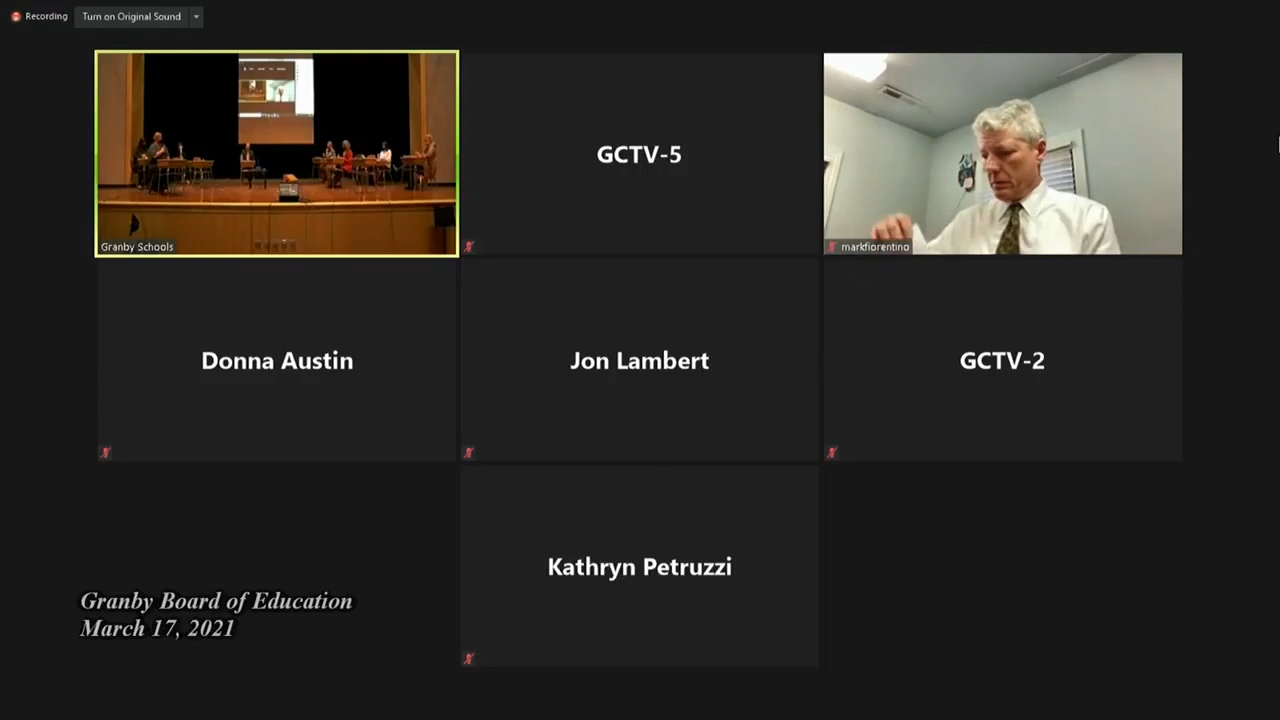 Recording
Turn on Original Sound
Granby Schools
GCTV-5
markfiorentino
Donna Austin
Jon Lambert
GCTV-2
Kathryn Petruzzi
Granby Board of Education
March 17, 2021